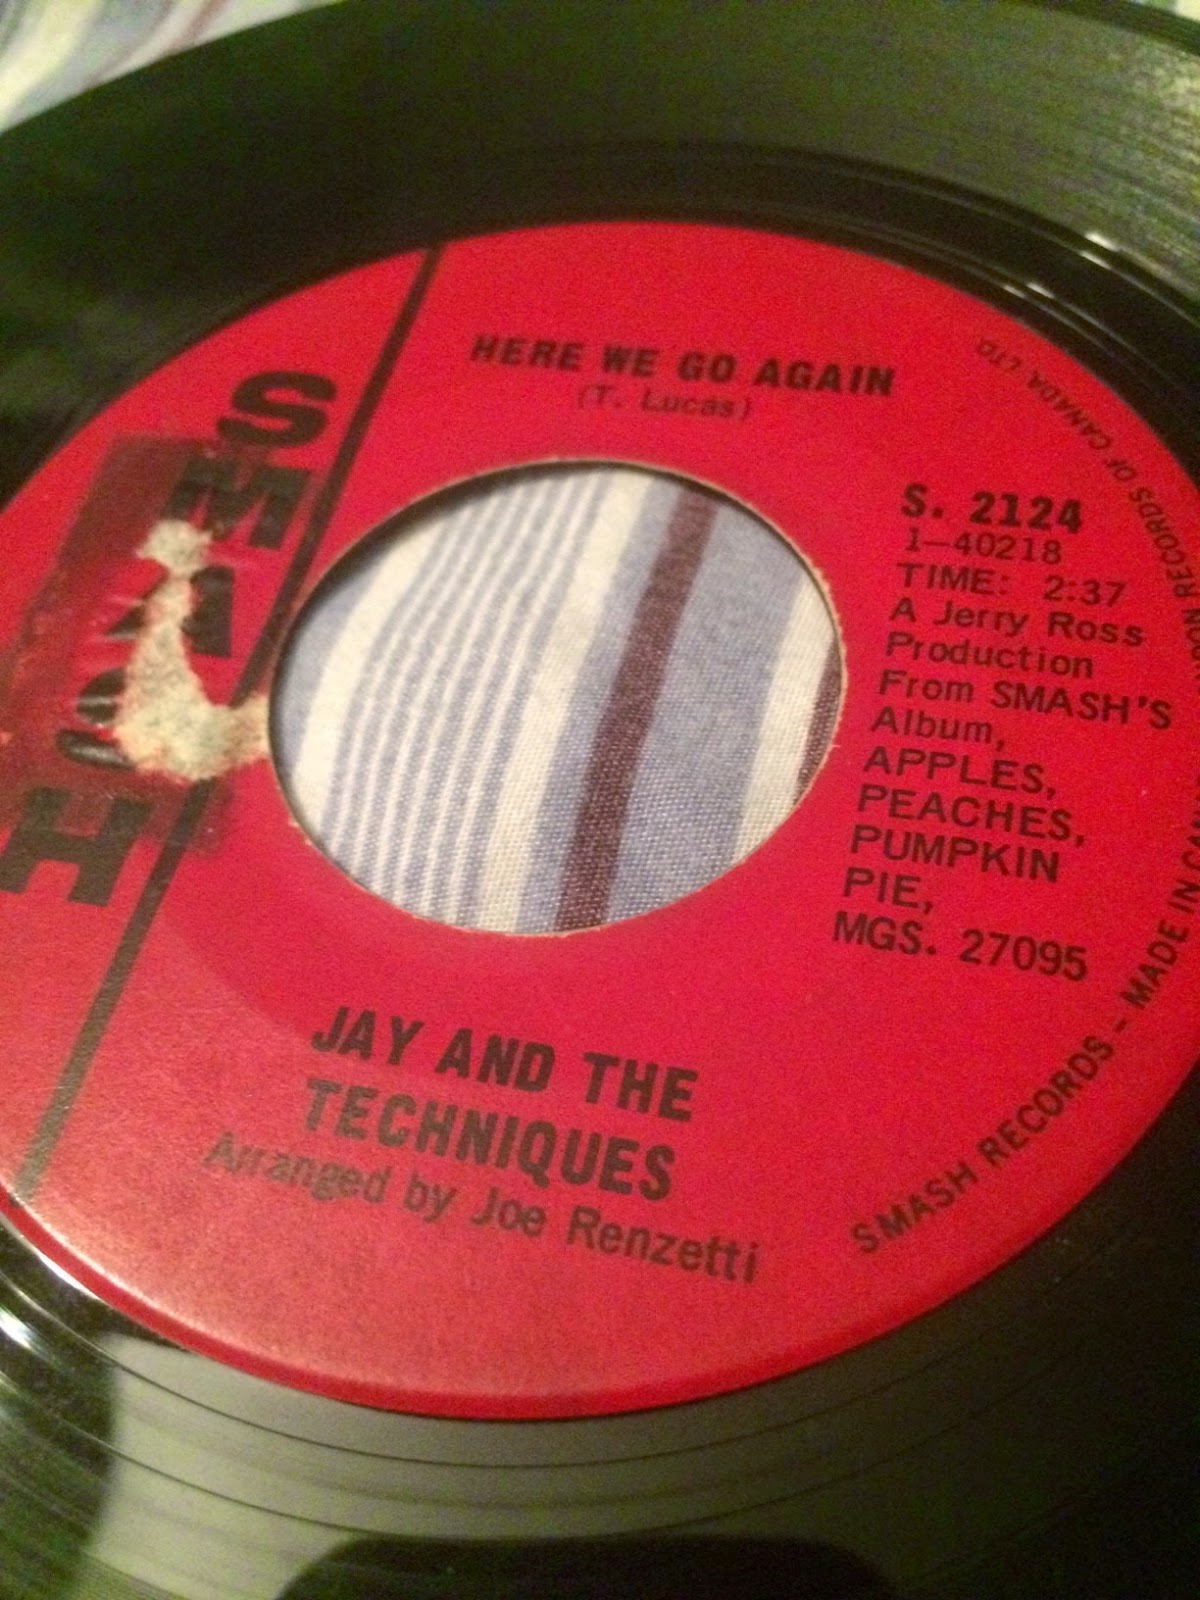 SMASH
HERE WE GO AGAIN
(T. Lucas)
S. 2124
1-40218
TIME: 2:37
A Jerry Ross
Production
From SMASH'S
Album,
APPLES,
PEACHES,
PUMPKIN
PIE,
MGS. 27095
JAY AND THE
TECHNIQUES
Arranged by Joe Renzetti
SMASH RECORDS - MADE IN
RECORDS OF CANADA, LTD.